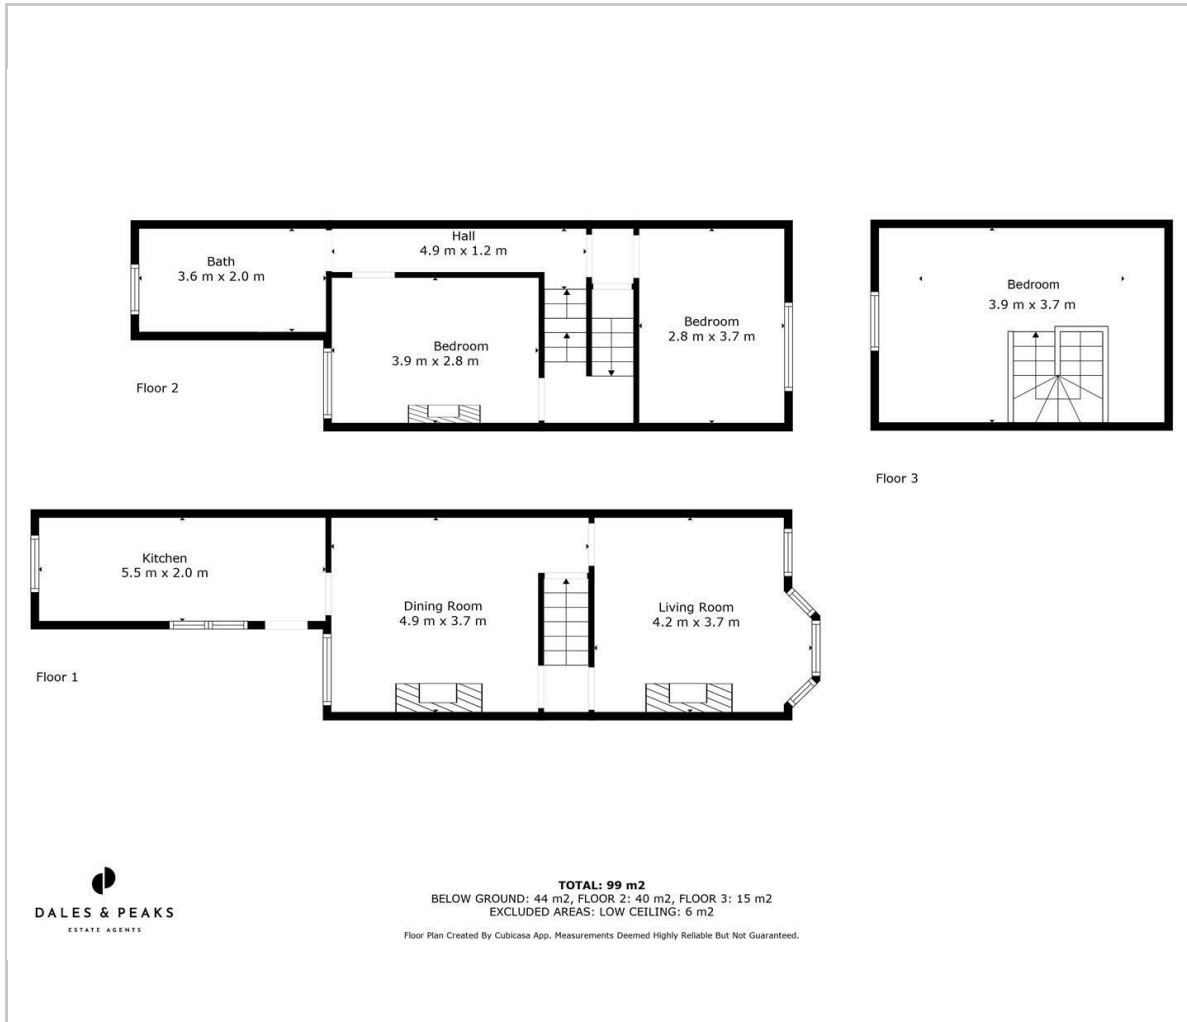 Hall
4.9 m x 1.2 m
Bath
3.6 m x 2.0 m
Bedroom
3.9 m x 2.8 m
Bedroom
2.8 m x 3.7 m
Floor 2
Bedroom
3.9 m x 3.7 m
Floor 3
Kitchen
5.5 m x 2.0 m
Dining Room
4.9 m x 3.7 m
Living Room
4.2 m x 3.7 m
Floor 1
DALES & PEAKS
ESTATE AGENTS
TOTAL: 99 m2
BELOW GROUND: 44 m2, FLOOR 2: 40 m2, FLOOR 3: 15 m2
EXCLUDED AREAS: LOW CEILING: 6 m2
Floor Plan Created By Cubicasa App. Measurements Deemed Highly Reliable But Not Guaranteed.